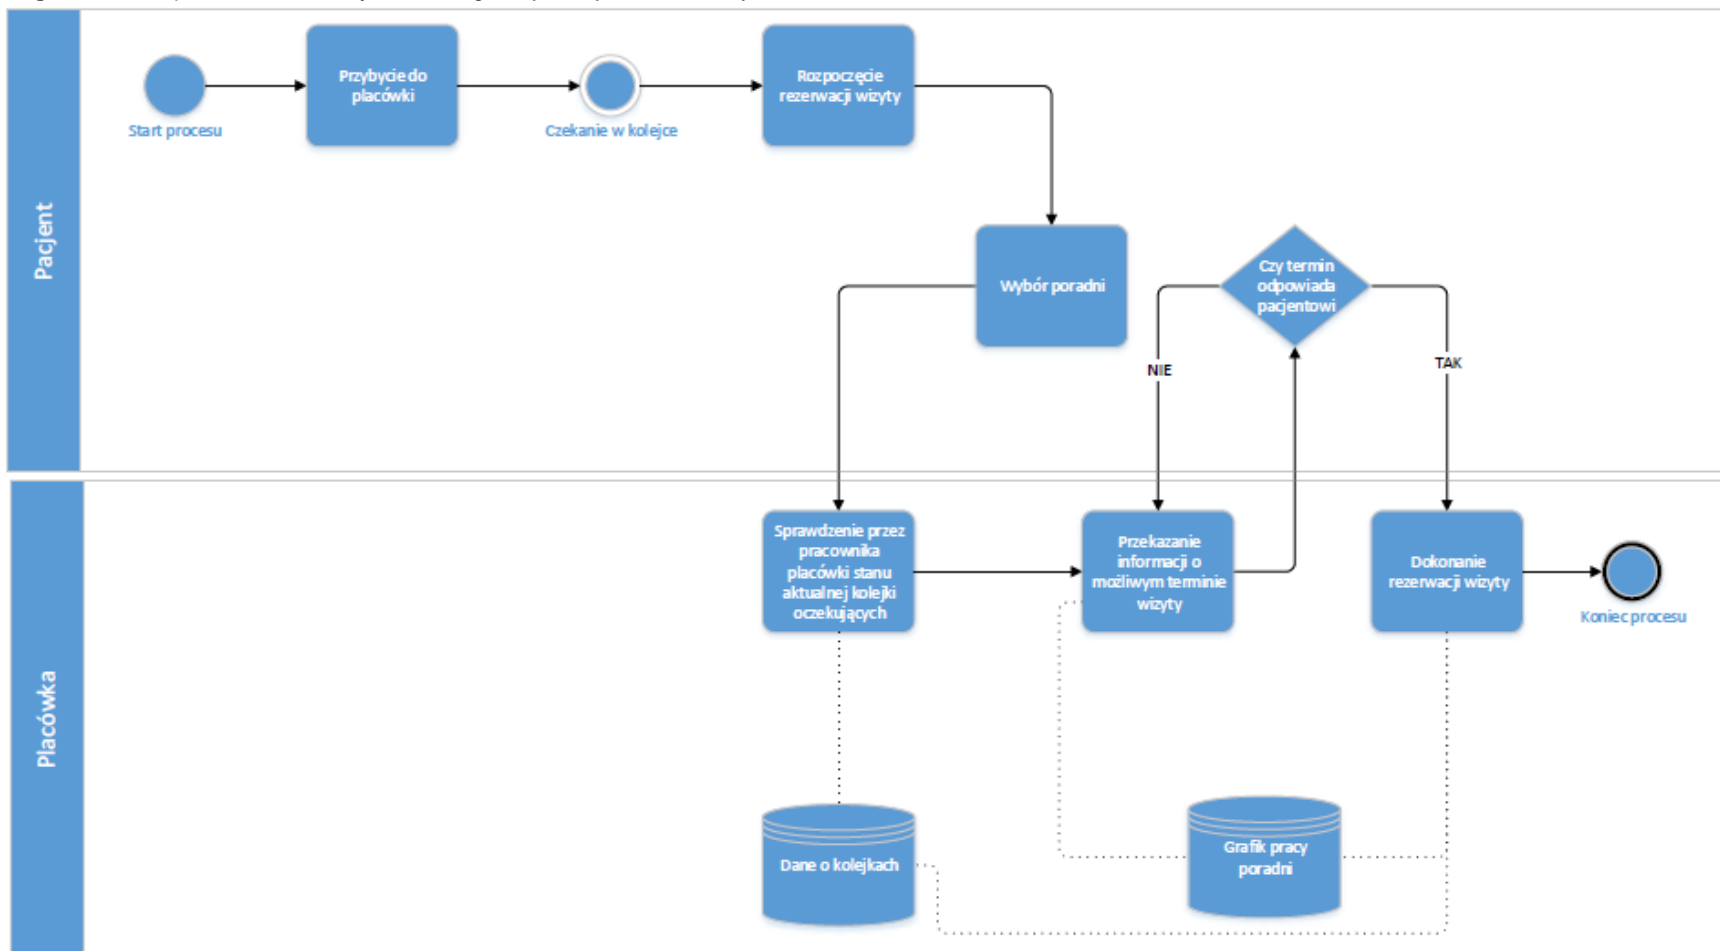 Pacjent
Przybycie do
placówki
Rozpoczęcie
rezerwacji wizyty
Start procesu
Czekanie w kolejce
Wybór poradni
Czy termin
odpowiada
pacjentowi
NIE
TAK
Placówka
Sprawdzenie przez
pracownika
placówki stanu
aktualnej kolejki
oczekujących
Przekazanie
informacji o
możliwym terminie
wizyty
Dokonanie
rezerwacji wizyty
Koniec procesu
Dane o kolejkach
Grafik pracy
poradni